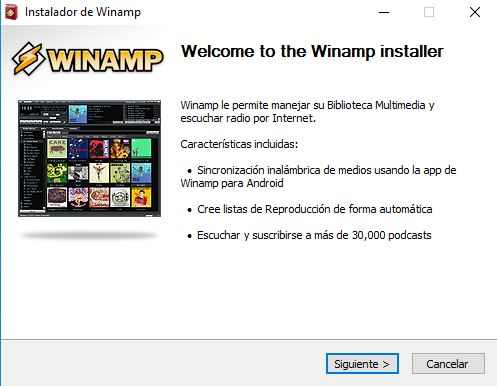 Instalador de Winamp
WINAMP
Welcome to the Winamp installer
Winamp le permite manejar su Biblioteca Multimedia y
escuchar radio por Internet.
Características incluidas:
• Sincronización inalámbrica de medios usando la app de
Winamp para Android
• Cree listas de Reproducción de forma automática
• Escuchar y suscribirse a más de 30,000 podcasts
Siguiente >
Cancelar